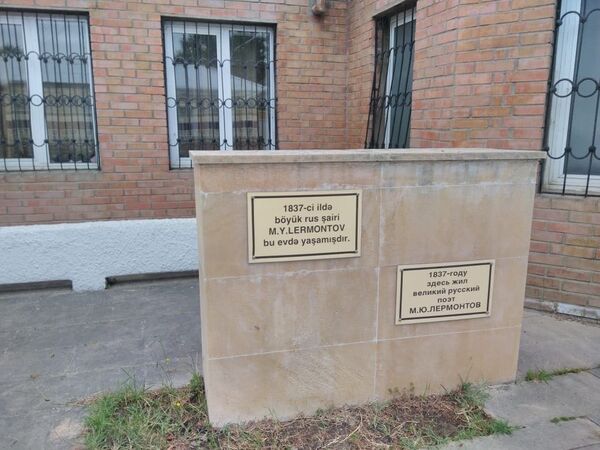 1837-ci ildə
böyük rus şairi
M.Y.LERMONTOV
bu evdə yaşamışdır.
1837-году
здесь жил
великий русский
поэт
М.Ю.ЛЕРМОНТОВ